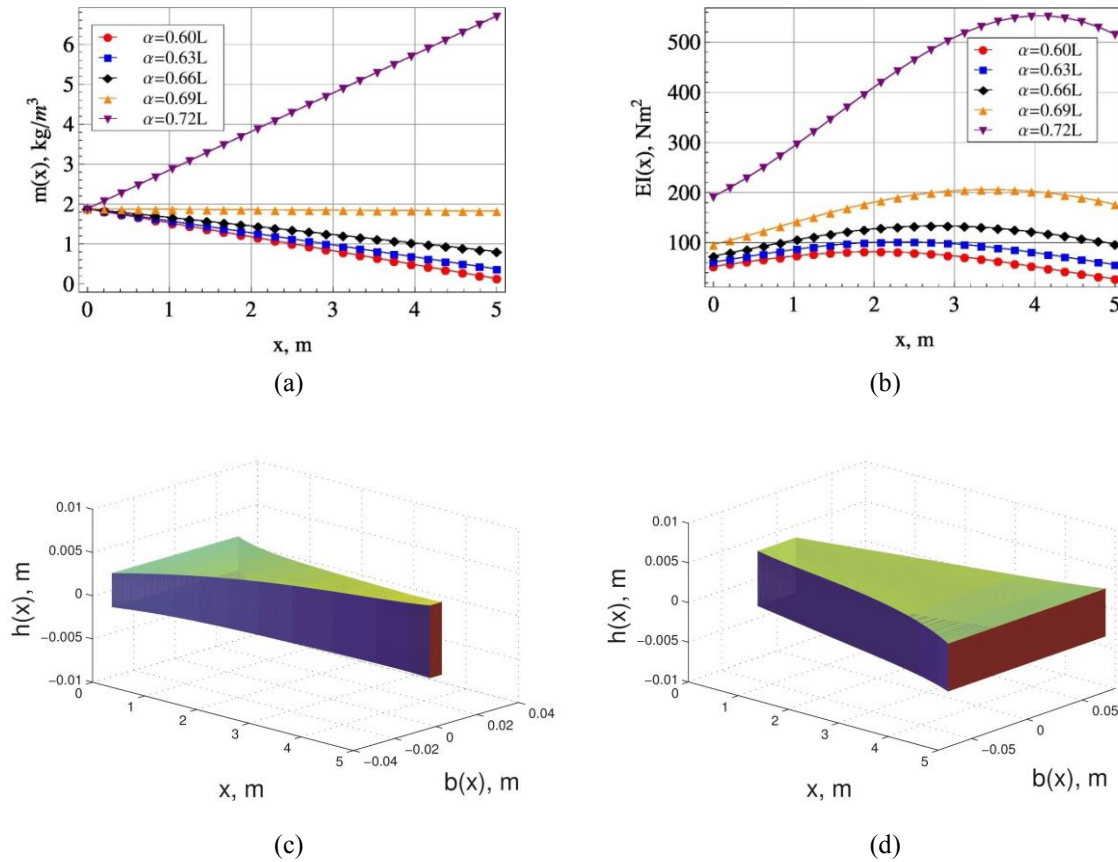 α=0.60L
α=0.63L
α=0.66L
α=0.69L
α=0.72L
m(x), kg/m³
6
5
4
3
2
1
0
0 1 2 3 4 5
x, m
(a)
α=0.60L
α=0.63L
α=0.66L
α=0.69L
α=0.72L
EI(x), Nm²
500
400
300
200
100
0 1 2 3 4 5
x, m
(b)
0.01
0.005
0
−0.005
−0.01
h(x), m
0
1
2
3
4
5
x, m
−0.04
−0.02
0
0.02
0.04
b(x), m
(c)
0.01
0.005
0
−0.005
−0.01
h(x), m
0
1
2
3
4
5
x, m
−0.05
0
0.05
b(x), m
(d)